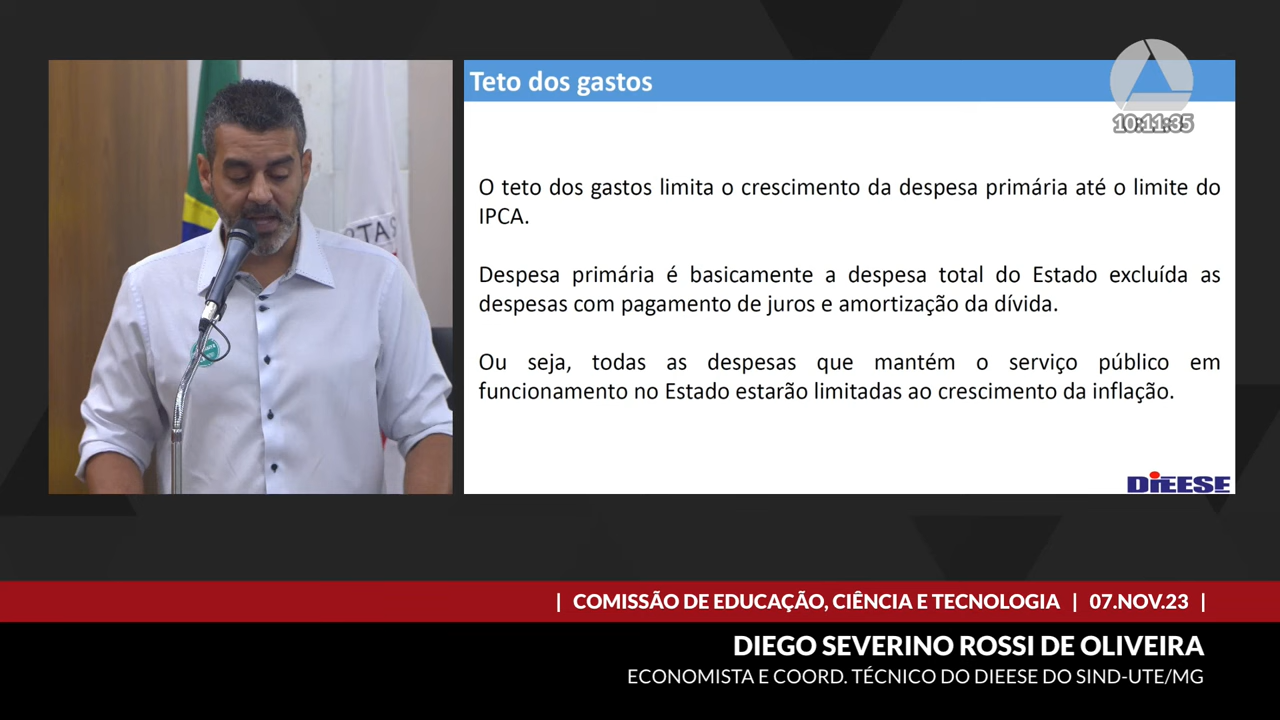 Teto dos gastos
10:11:35
O teto dos gastos limita o crescimento da despesa primária até o limite do
IPCA.
Despesa primária é basicamente a despesa total do Estado excluída as
despesas com pagamento de juros e amortização da dívida.
Ou seja, todas as despesas que mantém o serviço público em
funcionamento no Estado estarão limitadas ao crescimento da inflação.
DIEESE
| COMISSÃO DE EDUCAÇÃO, CIÊNCIA E TECNOLOGIA | 07.NOV.23 |
DIEGO SEVERINO ROSSI DE OLIVEIRA
ECONOMISTA E COORD. TÉCNICO DO DIEESE DO SIND-UTE/MG